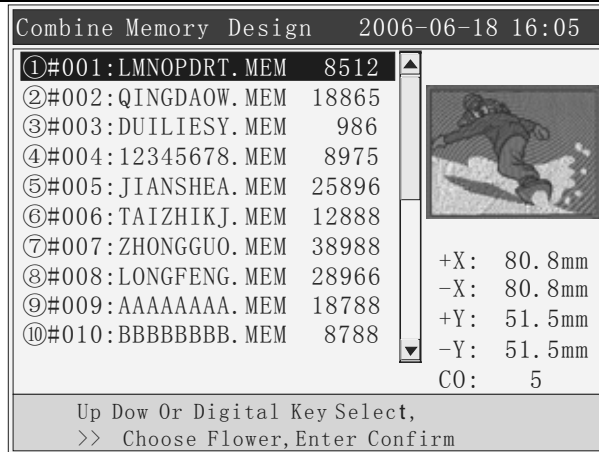 Combine Memory Design 2006-06-18 16:05
①#001:LMNOPDRT.MEM 8512
②#002:QINGDAOW.MEM 18865
③#003:DUILIESY.MEM 986
④#004:12345678.MEM 8975
⑤#005:JIANSHEA.MEM 25896
⑥#006:TAIZHIKJ.MEM 12888
⑦#007:ZHONGGUO.MEM 38988
⑧#008:LONGFENG.MEM 28966
⑨#009:AAAAAAAA.MEM 18788
⑩#010:BBBBBBBB.MEM 8788
+X: 80.8mm
-X: 80.8mm
+Y: 51.5mm
-Y: 51.5mm
CO: 5
Up Dow Or Digital Key Select,
>> Choose Flower,Enter Confirm